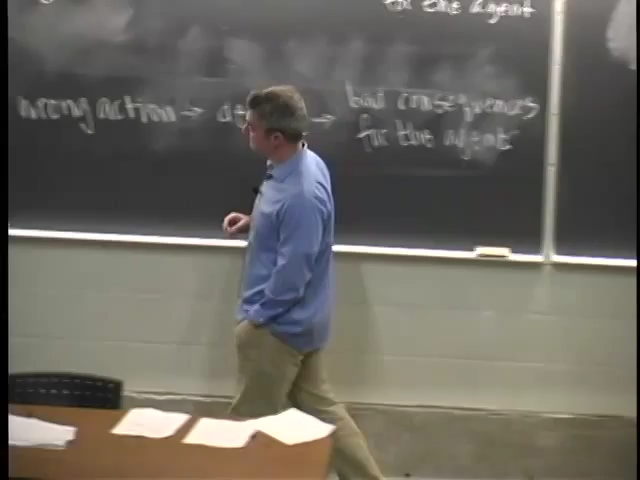 for the agent
wrong action → → bad consequences
for the agent